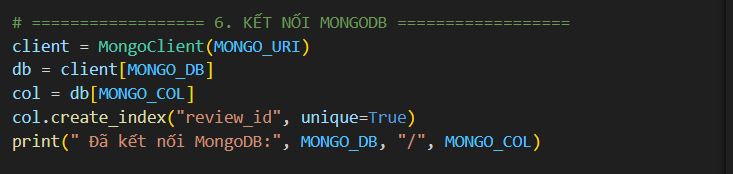 # ================== 6. KẾT NỐI MONGODB ==================
client = MongoClient(MONGO_URI)
db = client[MONGO_DB]
col = db[MONGO_COL]
col.create_index("review_id", unique=True)
print(" Đã kết nối MongoDB:", MONGO_DB, "/", MONGO_COL)